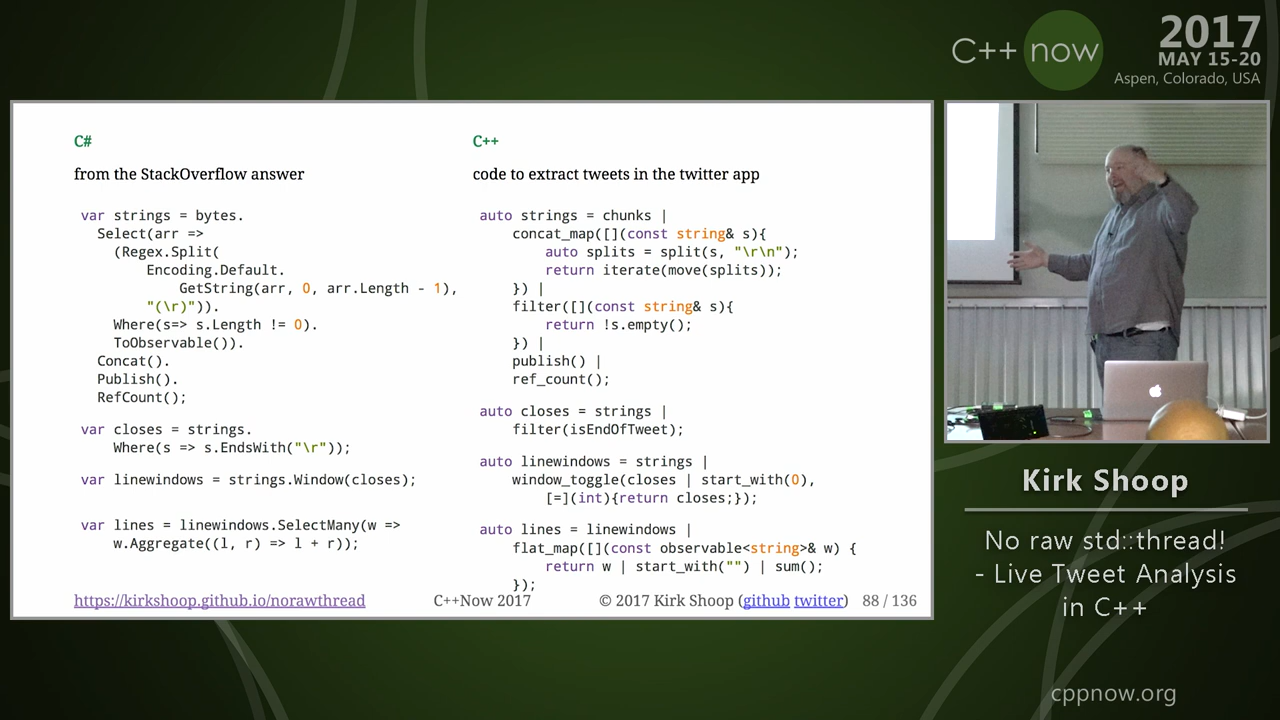 C++ now
2017
MAY 15-20
Aspen, Colorado, USA
C#
from the StackOverflow answer
var strings = bytes.
Select(arr =>
(Regex.Split(
Encoding.Default.
GetString(arr, 0, arr.Length - 1),
"(\r)")).
Where(s=> s.Length != 0).
ToObservable()).
Concat().
Publish().
RefCount();
var closes = strings.
Where(s => s.EndsWith("\r"));
var linewindows = strings.Window(closes);
var lines = linewindows.SelectMany(w =>
w.Aggregate((l, r) => l + r));
C++
code to extract tweets in the twitter app
auto strings = chunks |
concat_map([](const string& s){
auto splits = split(s, "\r\n");
return iterate(move(splits));
}) |
filter([](const string& s){
return !s.empty();
}) |
publish() |
ref_count();
auto closes = strings |
filter(isEndOfTweet);
auto linewindows = strings |
window_toggle(closes | start_with(0),
[=](int){return closes;});
auto lines = linewindows |
flat_map([](const observable<string>& w) {
return w | start_with("") | sum();
});
https://kirkshoop.github.io/norawthread
C++Now 2017
© 2017 Kirk Shoop (github twitter)
88 / 136
Kirk Shoop
No raw std::thread!
- Live Tweet Analysis
in C++
cppnow.org